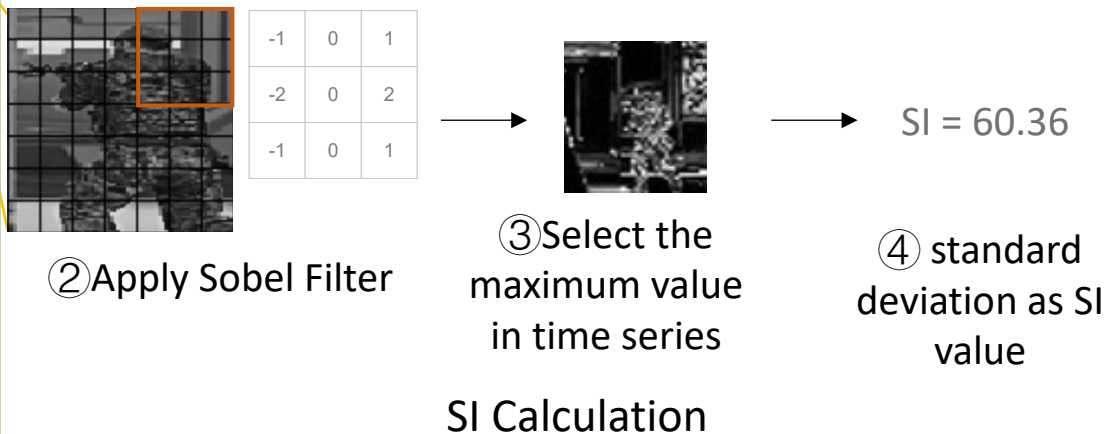 -1 0 1
-2 0 2
-1 0 1
SI = 60.36
②Apply Sobel Filter
③Select the
maximum value
in time series
④ standard
deviation as SI
value
SI Calculation